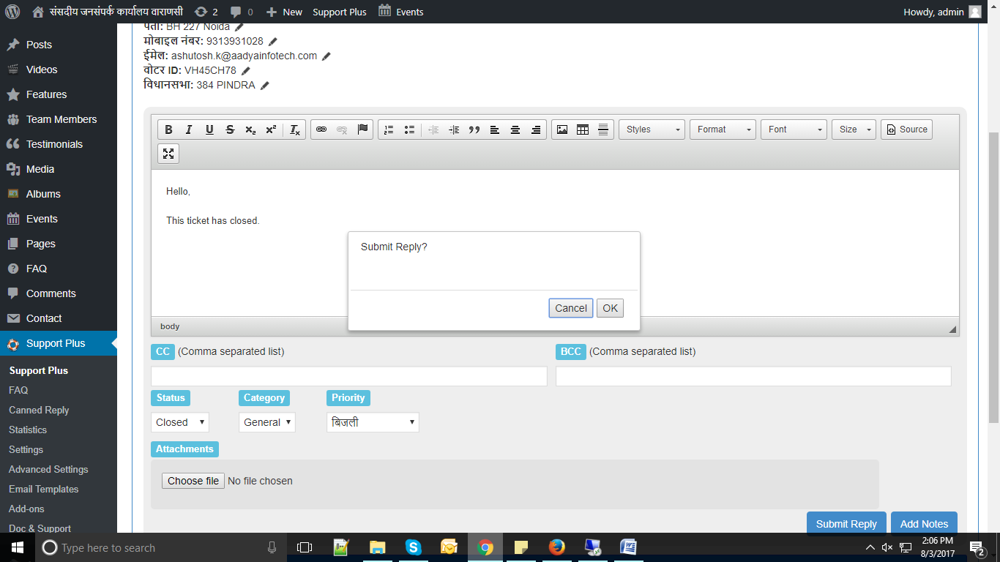 संसदीय जनसंपर्क कार्यालय वाराणसी 2 0 New Support Plus Events Howdy, admin
Posts
Videos
Features
Team Members
Testimonials
Media
Albums
Events
Pages
FAQ
Comments
Contact
Support Plus
Support Plus
FAQ
Canned Reply
Statistics
Settings
Advanced Settings
Email Templates
Add-ons
Doc & Support
पता: BH 227 Noida
मोबाइल नंबर: 9313931028
ईमेल: ashutosh.k@aadyainfotech.com
वोटर ID: VH45CH78
विधानसभा: 384 PINDRA
B I U S x₂ x² Tx Styles Format Font Size Source
Hello,
This ticket has closed.
Submit Reply?
Cancel OK
body
CC (Comma separated list) BCC (Comma separated list)
Status Category Priority
Closed General बिजली
Attachments
Choose file No file chosen
Submit Reply Add Notes
Type here to search
2:06 PM
8/3/2017
2